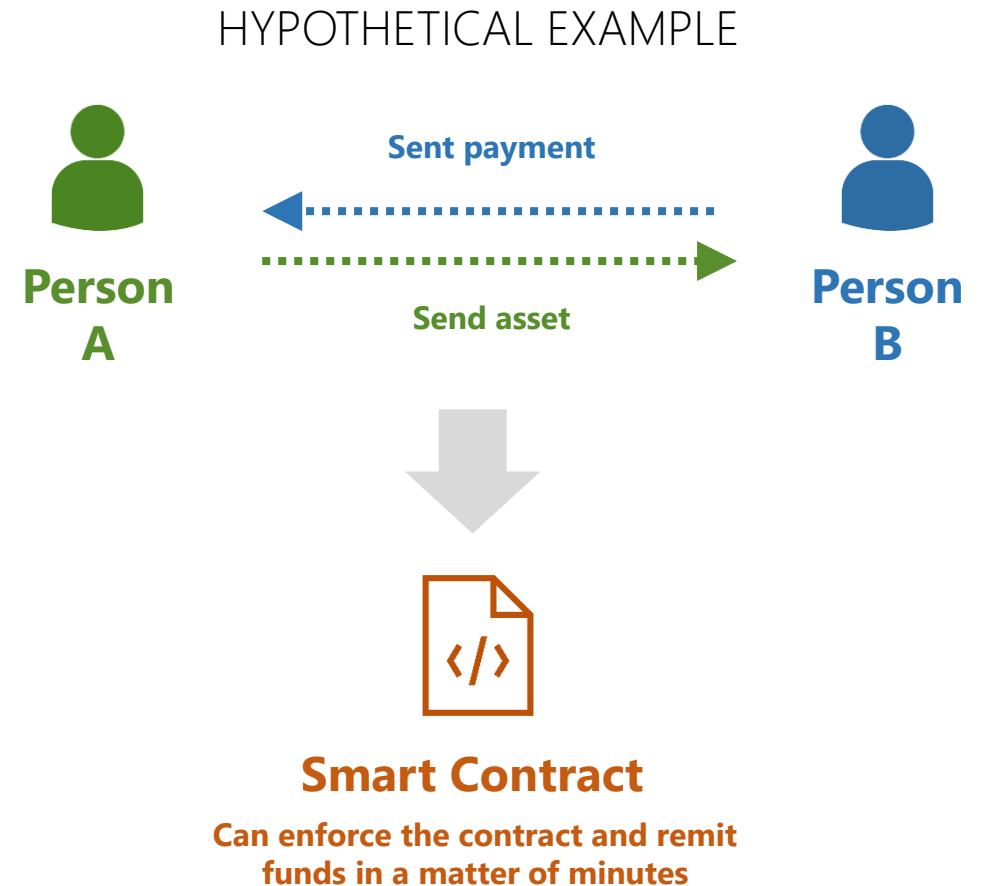 HYPOTHETICAL EXAMPLE
Sent payment
Person
A
Person
B
Send asset
</>
Smart Contract
Can enforce the contract and remit
funds in a matter of minutes